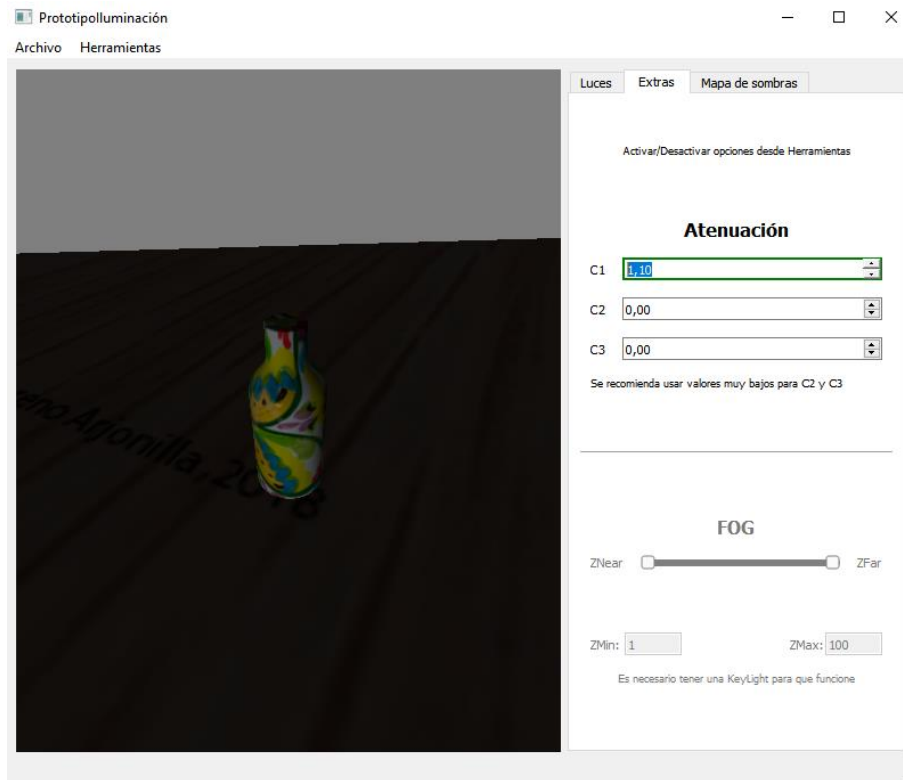 PrototipoIluminación
Archivo Herramientas
Luces Extras Mapa de sombras
Activar/Desactivar opciones desde Herramientas
Atenuación
C1 1,10
C2 0,00
C3 0,00
Se recomienda usar valores muy bajos para C2 y C3
Agonilla, 2018
FOG
ZNear ZFar
ZMin: 1 ZMax: 100
Es necesario tener una KeyLight para que funcione